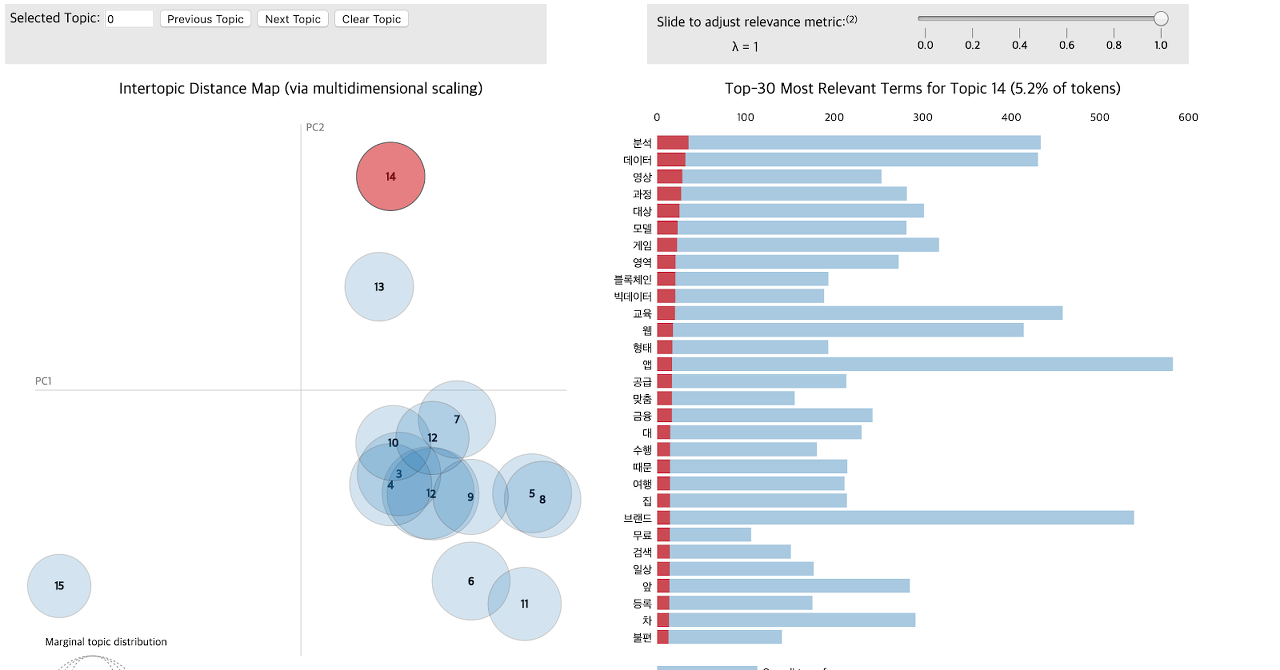 Selected Topic: 0 Previous Topic Next Topic Clear Topic
Slide to adjust relevance metric:(2)
λ = 1
0.0 0.2 0.4 0.6 0.8 1.0
Intertopic Distance Map (via multidimensional scaling)
PC2
PC1
14
13
7
12
10
3
4
12
9
5
8
6
11
15
Marginal topic distribution
Top-30 Most Relevant Terms for Topic 14 (5.2% of tokens)
0 100 200 300 400 500 600
분석
데이터
영상
과정
대상
모델
게임
영역
블록체인
빅데이터
교육
웹
형태
앱
공급
맞춤
금융
대
수행
때문
여행
집
브랜드
무료
검색
일상
앞
등록
차
불편